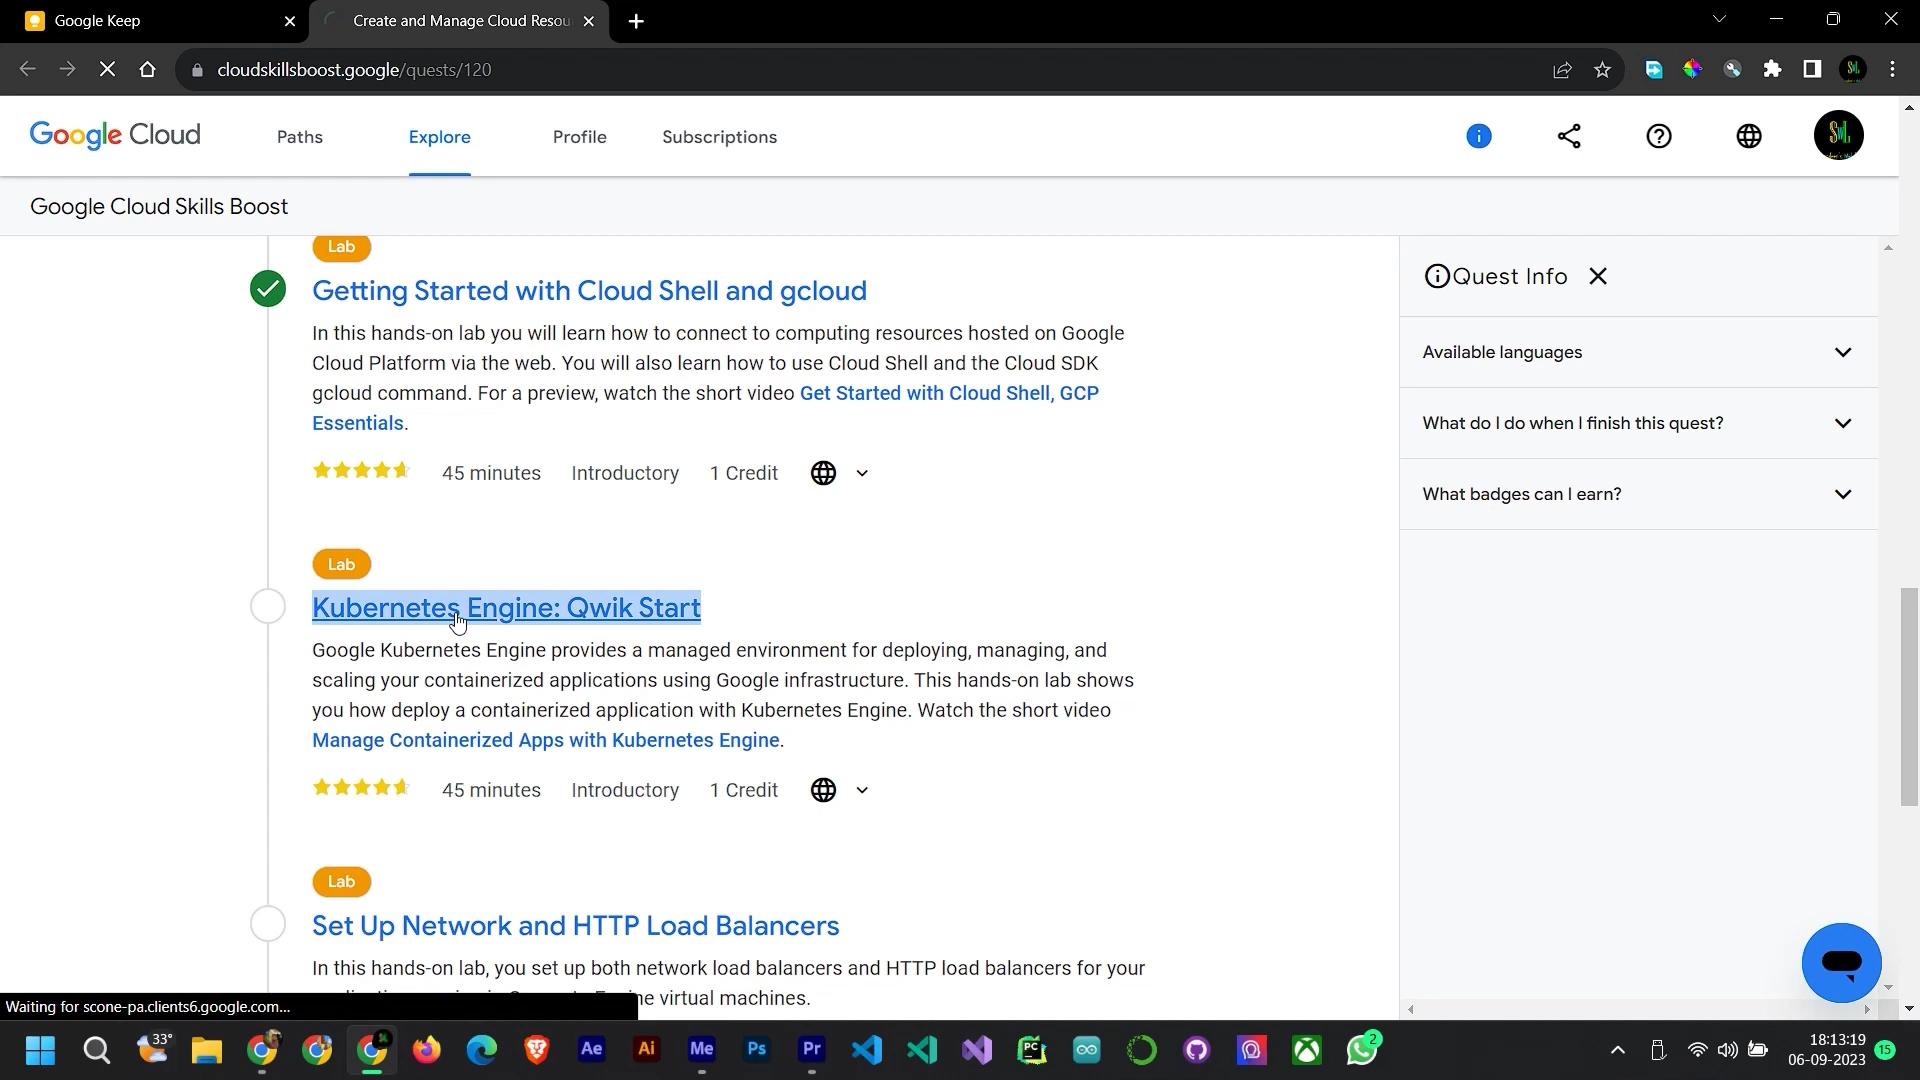 Google Keep
Create and Manage Cloud Resou
cloudskillsboost.google/quests/120
Google Cloud
Paths
Explore
Profile
Subscriptions
Google Cloud Skills Boost
Lab
Getting Started with Cloud Shell and gcloud
In this hands-on lab you will learn how to connect to computing resources hosted on Google
Cloud Platform via the web. You will also learn how to use Cloud Shell and the Cloud SDK
gcloud command. For a preview, watch the short video Get Started with Cloud Shell, GCP
Essentials.
45 minutes Introductory 1 Credit
Lab
Kubernetes Engine: Qwik Start
Google Kubernetes Engine provides a managed environment for deploying, managing, and
scaling your containerized applications using Google infrastructure. This hands-on lab shows
you how deploy a containerized application with Kubernetes Engine. Watch the short video
Manage Containerized Apps with Kubernetes Engine.
45 minutes Introductory 1 Credit
Lab
Set Up Network and HTTP Load Balancers
In this hands-on lab, you set up both network load balancers and HTTP load balancers for your
virtual machines.
Quest Info
Available languages
What do I do when I finish this quest?
What badges can I earn?
Waiting for scone-pa.clients6.google.com...
33°
Ae
Ai
Me
Ps
Pr
PC
2
18:13:19
06-09-2023
15